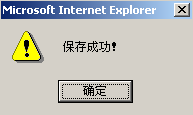 Microsoft Internet Explorer
保存成功!
确定